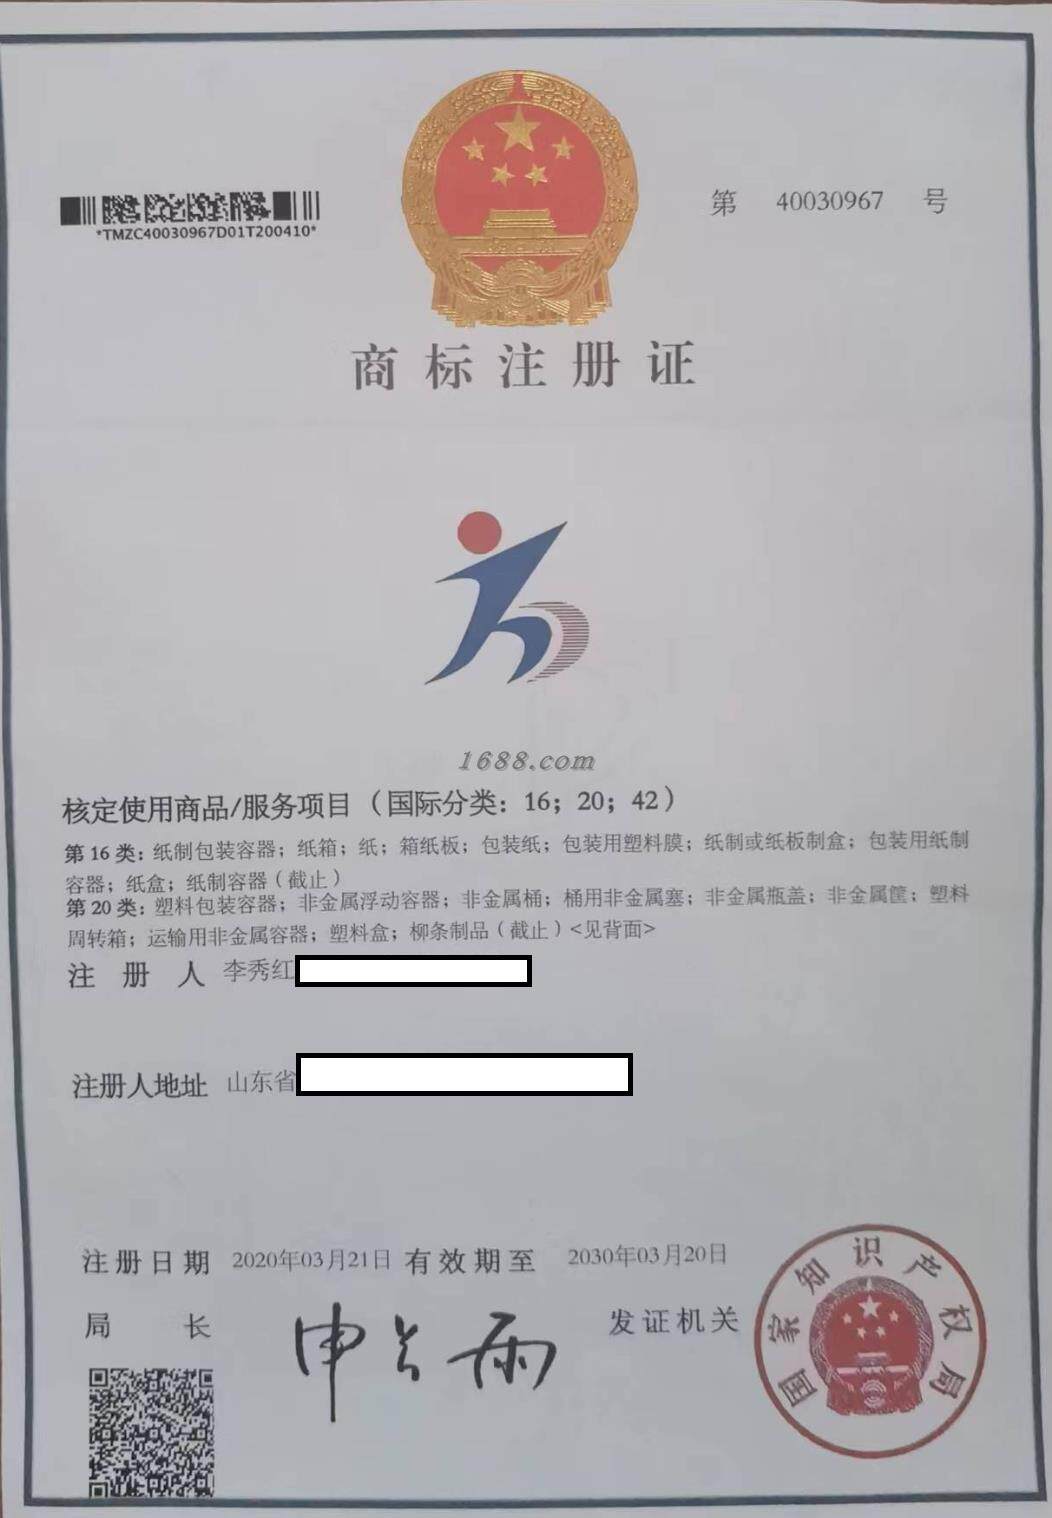 第 40030967 号
*TMZC40030967D01T200410*
商标注册证
1688.com
核定使用商品/服务项目（国际分类：16；20；42）
第 16 类：纸制包装容器；纸箱；纸；箱纸板；包装纸；包装用塑料膜；纸制或纸板制盒；包装用纸制
容器；纸盒；纸制容器（截止）
第 20 类：塑料包装容器；非金属浮动容器；非金属桶；桶用非金属塞；非金属瓶盖；非金属筐；塑料
周转箱；运输用非金属容器；塑料盒；柳条制品（截止）<见背面>
注册人 李秀红
注册人地址 山东省
注册日期 2020年03月21日 有效期至 2030年03月20日
局长 申长雨 发证机关
国家知识产权局